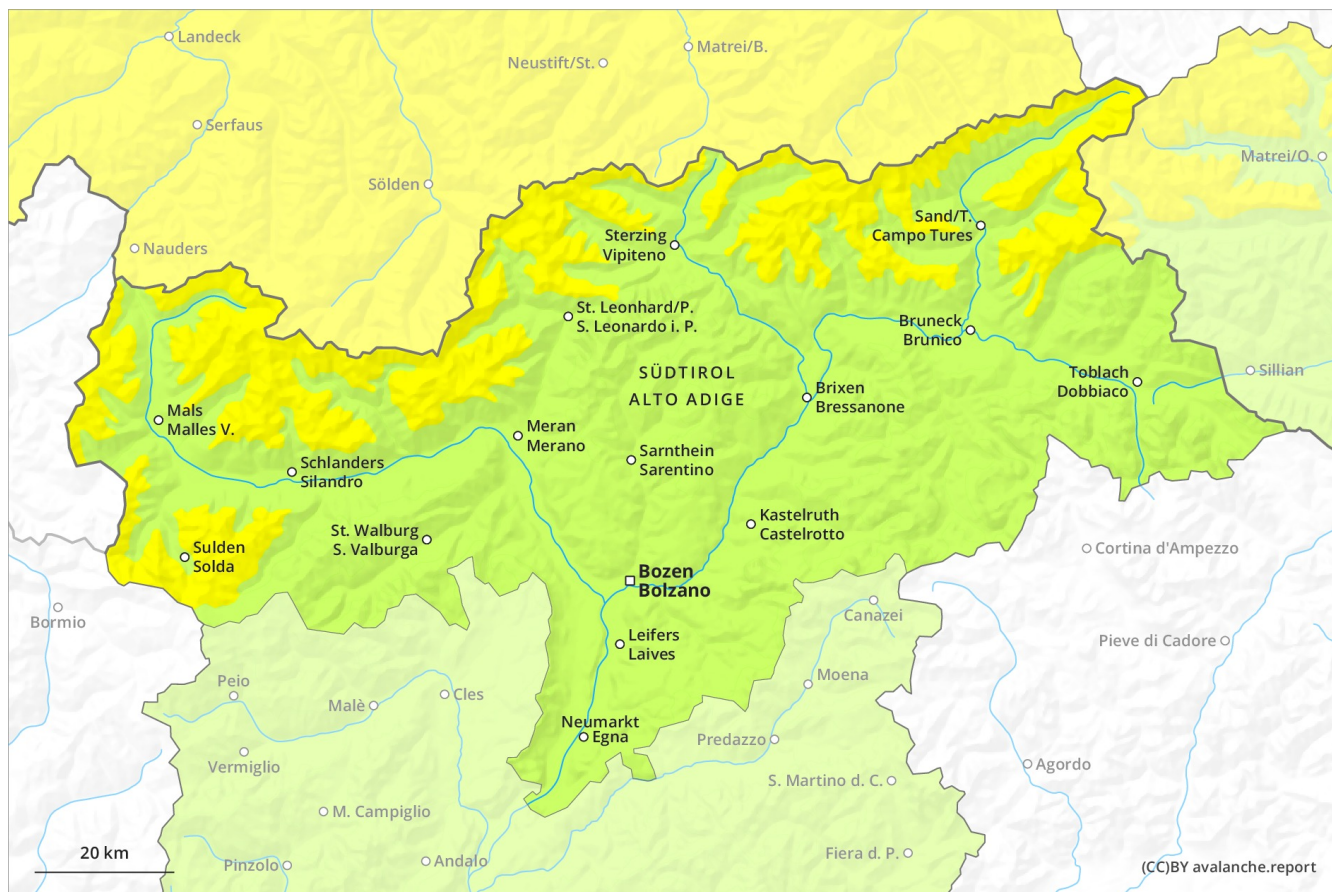 Landeck
Matrei/B.
Neustift/St.
Serfaus
Matrei/O.
Sölden
Sand/T.
Campo Tures
Sterzing
Vipiteno
Nauders
St. Leonhard/P.
S. Leonardo i. P.
Bruneck
Brunico
SÜDTIROL
ALTO ADIGE
Toblach
Dobbiaco
Sillian
Brixen
Bressanone
Mals
Malles V.
Meran
Merano
Schlanders
Silandro
Sarnthein
Sarentino
Kastelruth
Castelrotto
St. Walburg
S. Valburga
Sulden
Solda
Cortina d'Ampezzo
Bozen
Bolzano
Bormio
Canazei
Leifers
Laives
Pieve di Cadore
Peio
Moena
Malè
Cles
Neumarkt
Egna
Predazzo
Vermiglio
Agordo
S. Martino d. C.
M. Campiglio
20 km
Pinzolo
Andalo
Fiera d. P.
(CC)BY avalanche.report